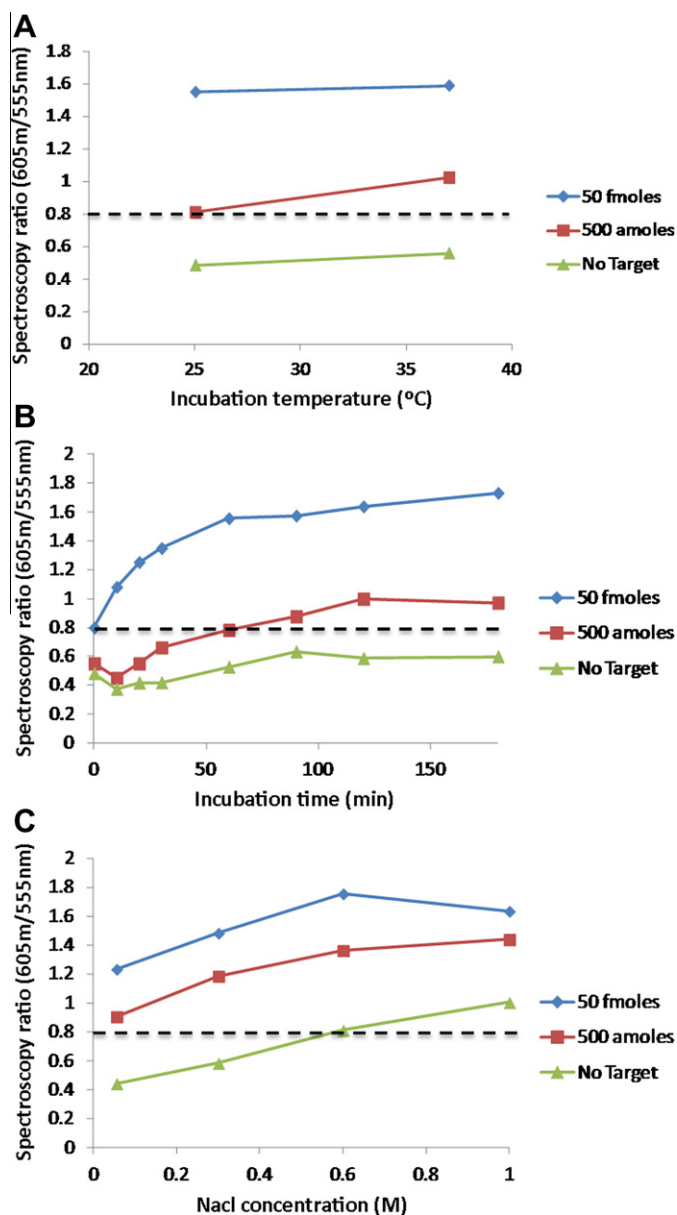 A
Spectroscopy ratio (605m/555nm)
1.8
1.6
1.4
1.2
1
0.8
0.6
0.4
0.2
0
20 25 30 35 40
Incubation temperature (ºC)
50 fmoles
500 amoles
No Target
B
Spectroscopy ratio (605m/555nm)
2
1.8
1.6
1.4
1.2
1
0.8
0.6
0.4
0.2
0
0 50 100 150
Incubation time (min)
50 fmoles
500 amoles
No Target
C
Spectroscopy ratio (605m/555nm)
2
1.8
1.6
1.4
1.2
1
0.8
0.6
0.4
0.2
0
0 0.2 0.4 0.6 0.8 1
Nacl concentration (M)
50 fmoles
500 amoles
No Target